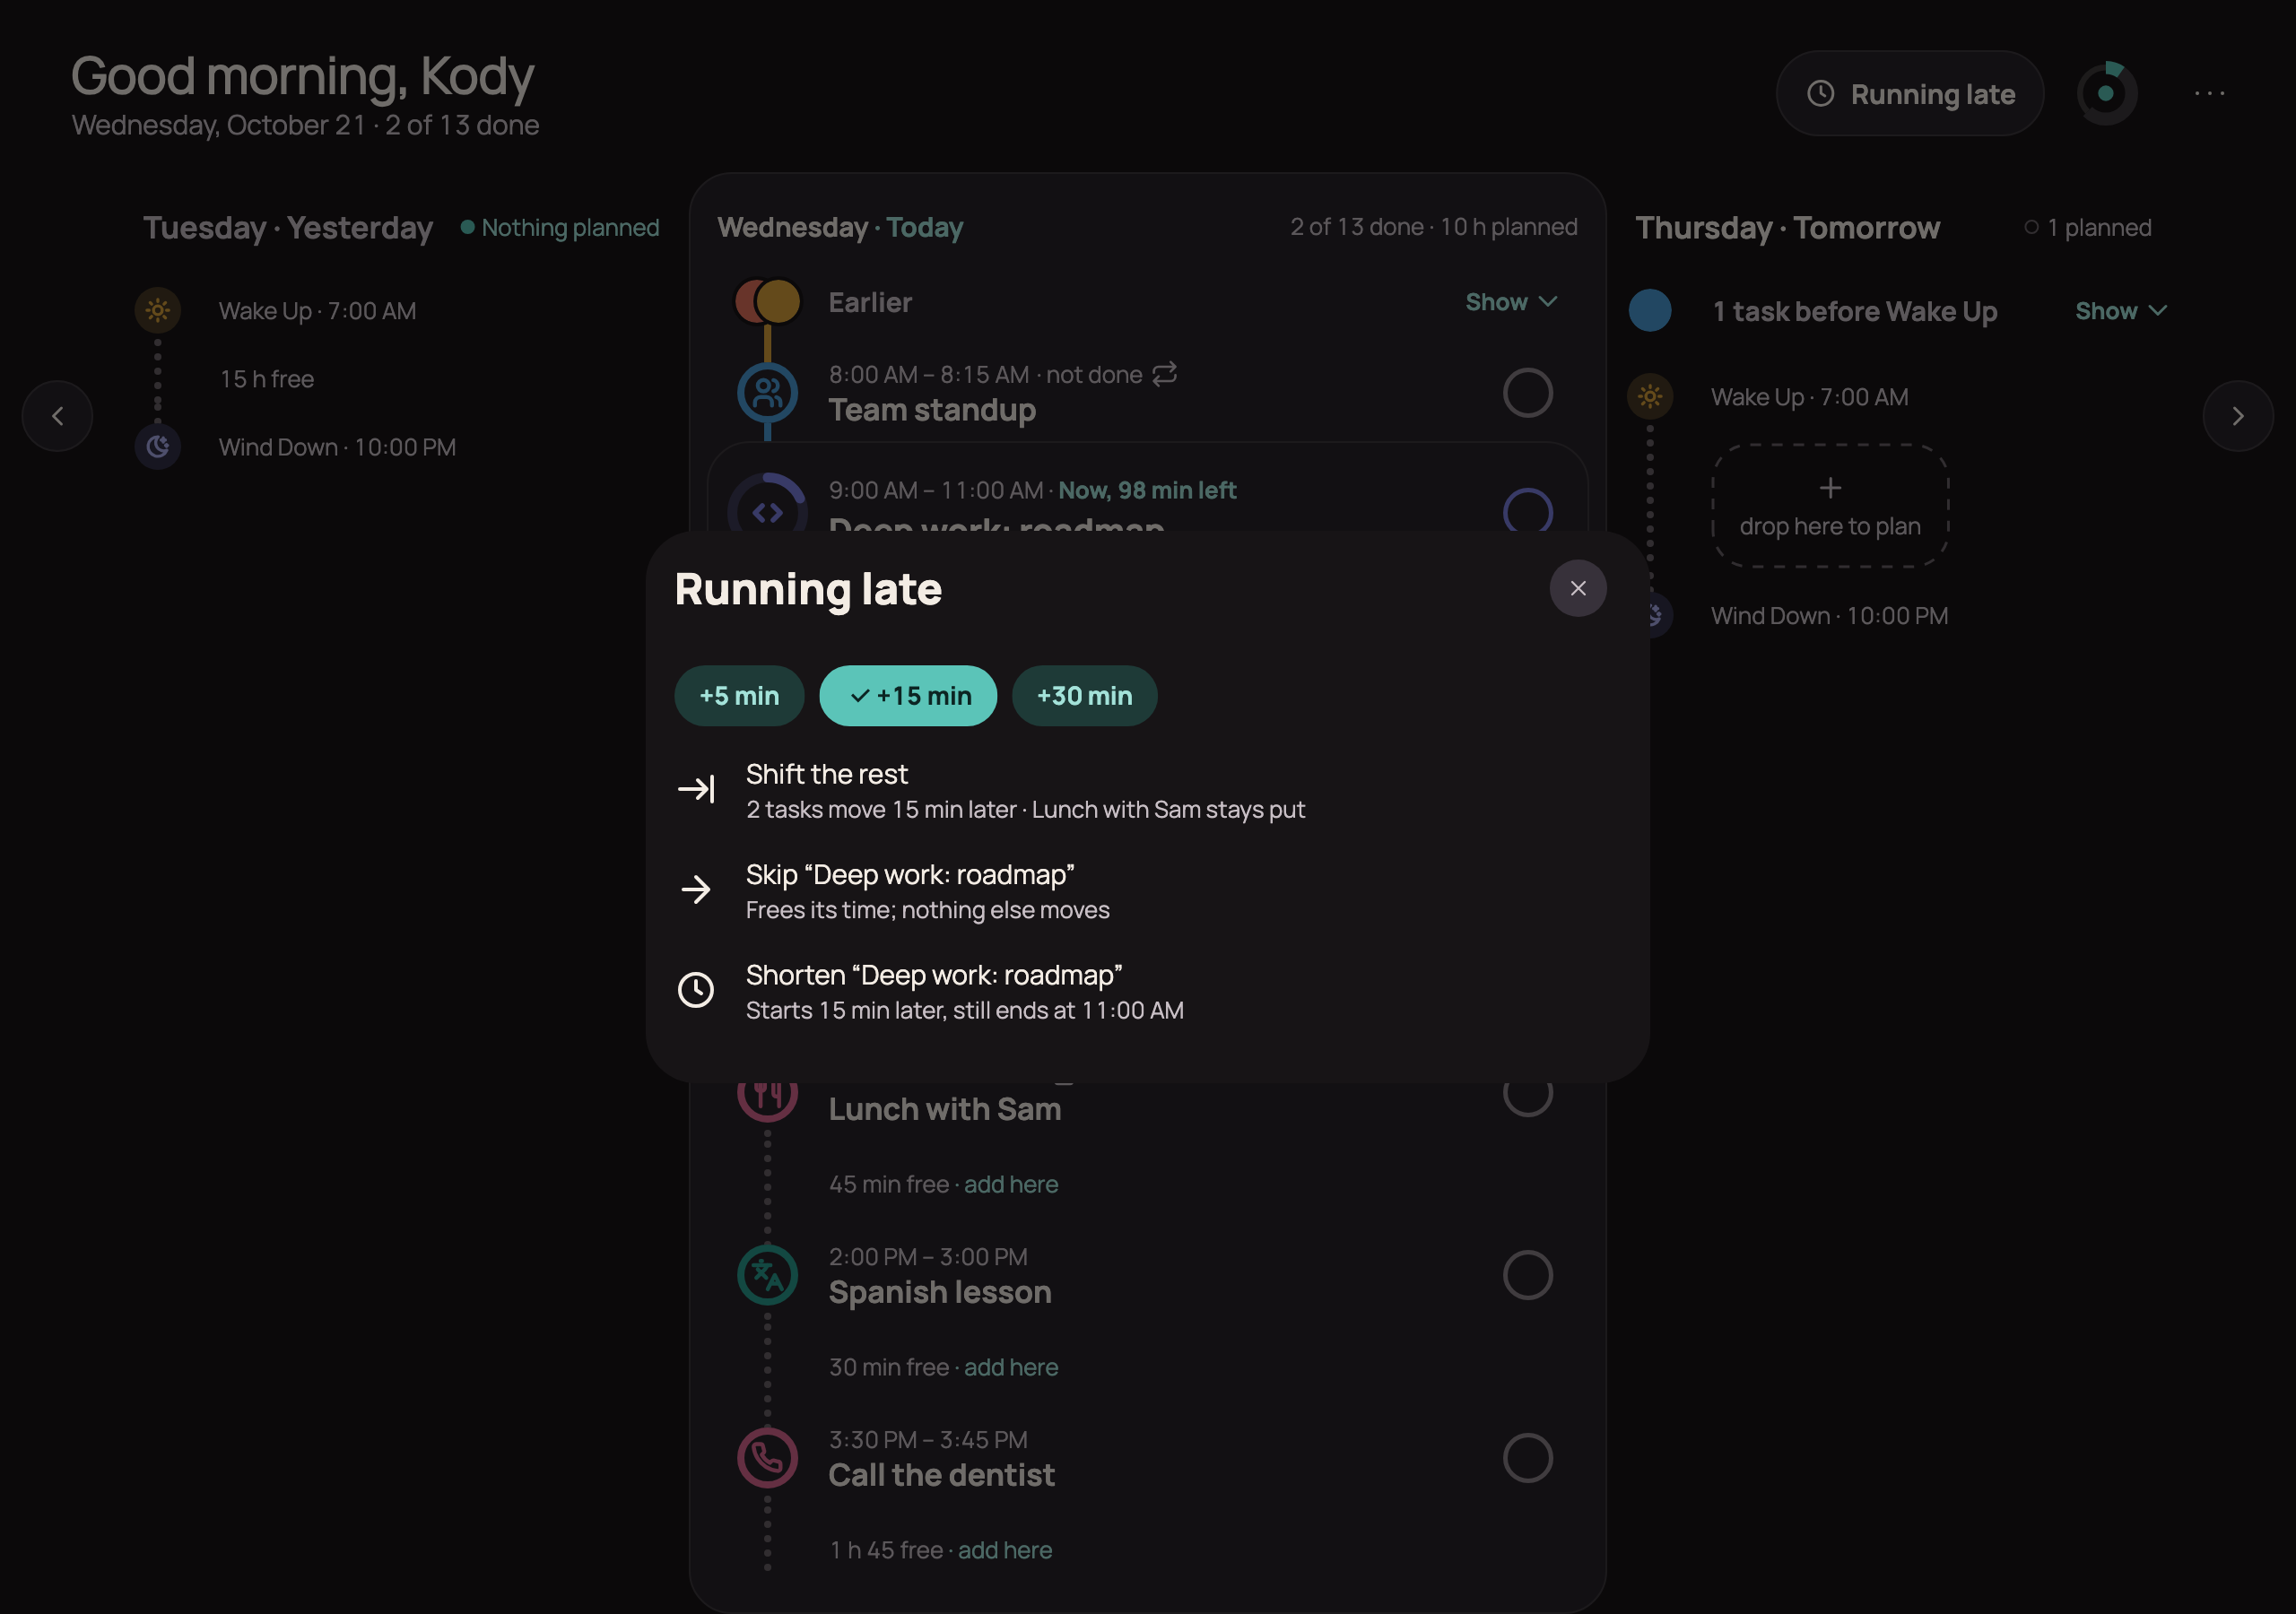 Good morning, Kody
Wednesday, October 21 · 2 of 13 done
Running late
Tuesday · Yesterday
Nothing planned
Wake Up · 7:00 AM
15 h free
Wind Down · 10:00 PM
Wednesday · Today
2 of 13 done · 10 h planned
Earlier
Show
8:00 AM – 8:15 AM · not done
Team standup
9:00 AM – 11:00 AM · Now, 98 min left
Deep work: roadmap
Thursday · Tomorrow
1 planned
1 task before Wake Up
Show
Wake Up · 7:00 AM
+
drop here to plan
Wind Down · 10:00 PM
Running late
+5 min
+15 min
+30 min
Shift the rest
2 tasks move 15 min later · Lunch with Sam stays put
Skip “Deep work: roadmap”
Frees its time; nothing else moves
Shorten “Deep work: roadmap”
Starts 15 min later, still ends at 11:00 AM
Lunch with Sam
45 min free · add here
2:00 PM – 3:00 PM
Spanish lesson
30 min free · add here
3:30 PM – 3:45 PM
Call the dentist
1 h 45 free · add here